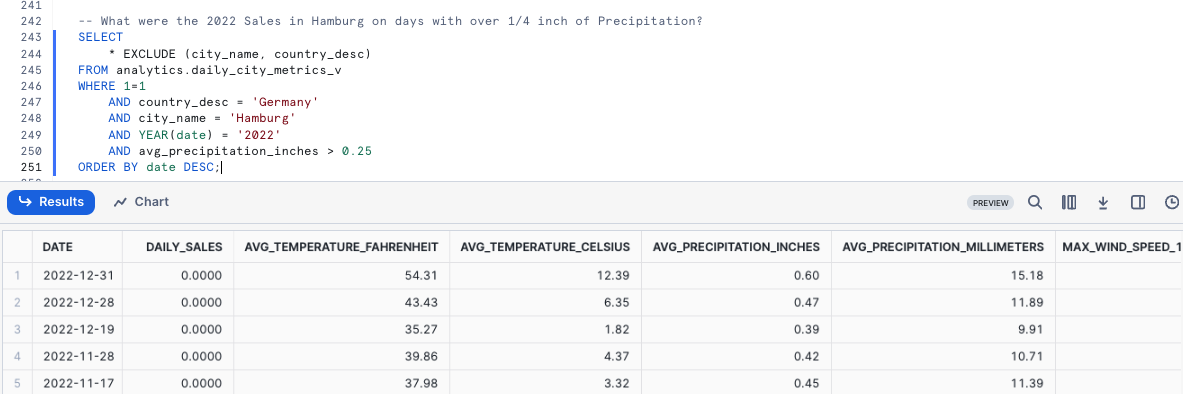 241
242 -- What were the 2022 Sales in Hamburg on days with over 1/4 inch of Precipitation?
243 SELECT
244 * EXCLUDE (city_name, country_desc)
245 FROM analytics.daily_city_metrics_v
246 WHERE 1=1
247 AND country_desc = 'Germany'
248 AND city_name = 'Hamburg'
249 AND YEAR(date) = '2022'
250 AND avg_precipitation_inches > 0.25
251 ORDER BY date DESC;
Results Chart PREVIEW
DATE DAILY_SALES AVG_TEMPERATURE_FAHRENHEIT AVG_TEMPERATURE_CELSIUS AVG_PRECIPITATION_INCHES AVG_PRECIPITATION_MILLIMETERS MAX_WIND_SPEED_1
1 2022-12-31 0.0000 54.31 12.39 0.60 15.18
2 2022-12-28 0.0000 43.43 6.35 0.47 11.89
3 2022-12-19 0.0000 35.27 1.82 0.39 9.91
4 2022-11-28 0.0000 39.86 4.37 0.42 10.71
5 2022-11-17 0.0000 37.98 3.32 0.45 11.39